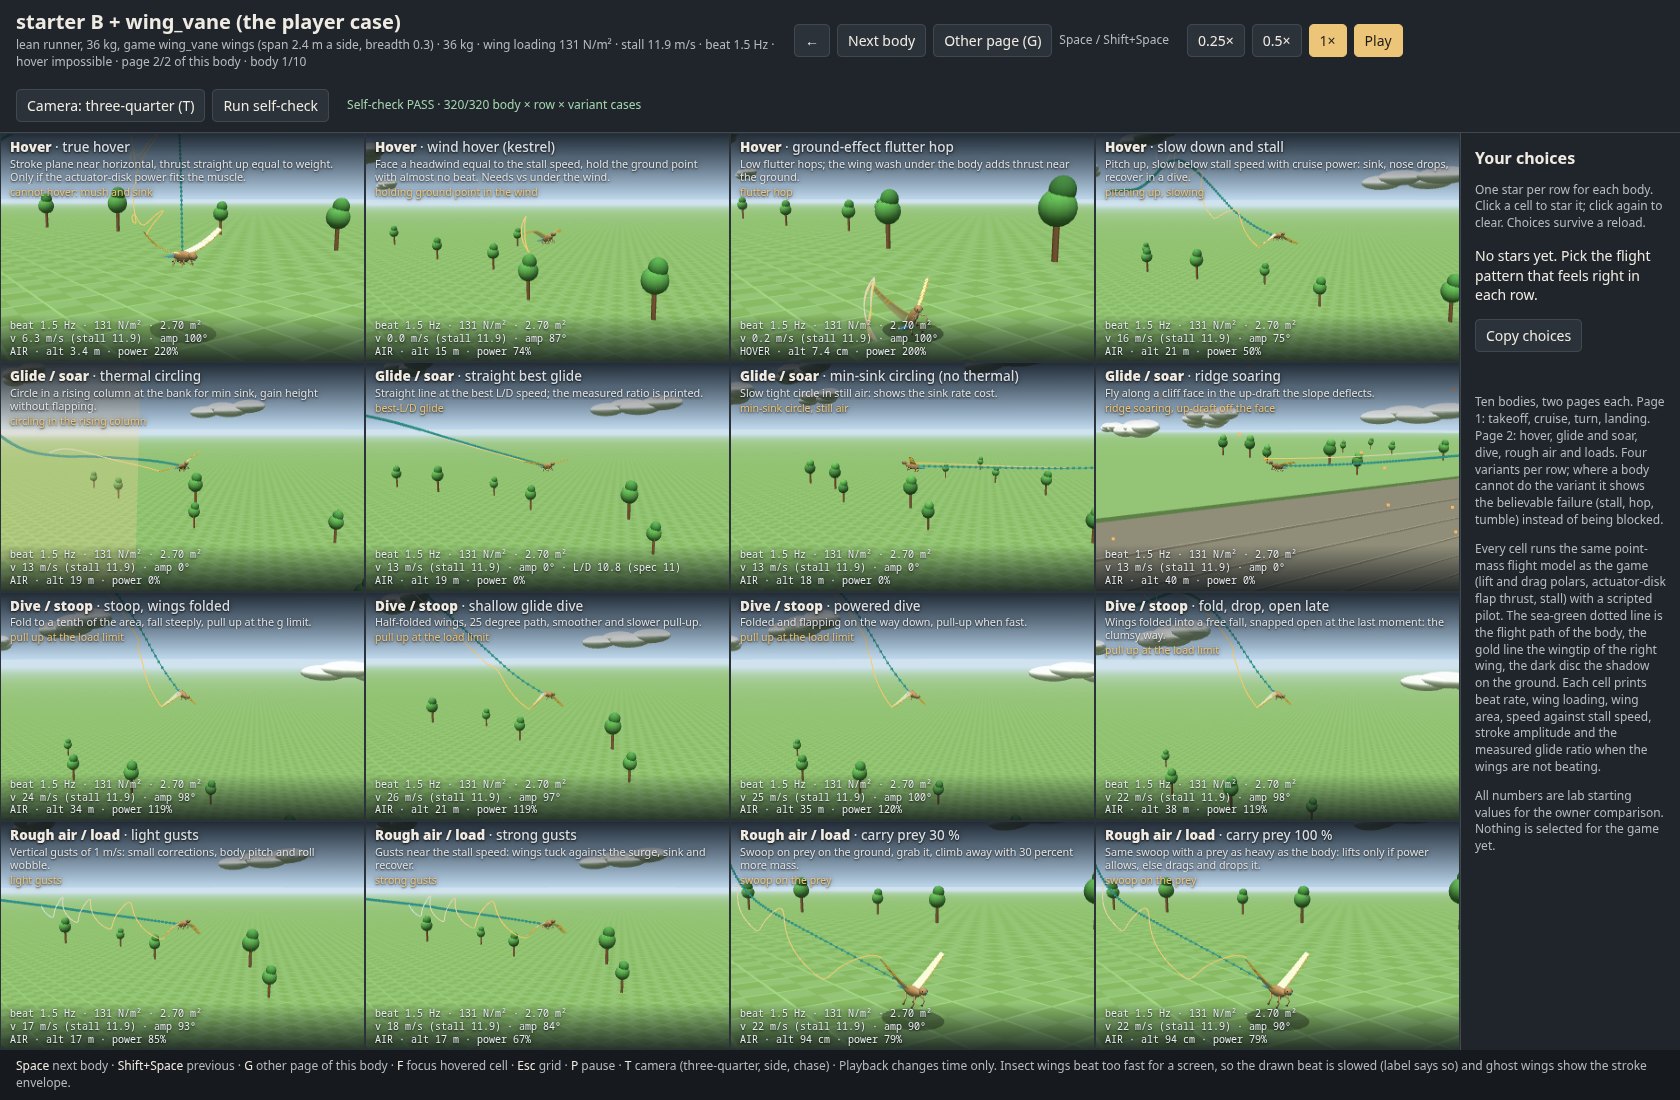 starter B + wing_vane (the player case)
lean runner, 36 kg, game wing_vane wings (span 2.4 m a side, breadth 0.3) · 36 kg · wing loading 131 N/m² · stall 11.9 m/s · beat 1.5 Hz ·
hover impossible · page 2/2 of this body · body 1/10
← Next body Other page (G) Space / Shift+Space 0.25× 0.5× 1× Play
Camera: three-quarter (T) Run self-check Self-check PASS · 320/320 body × row × variant cases
Hover · true hover
Stroke plane near horizontal, thrust straight up equal to weight.
Only if the actuator-disk power fits the muscle.
cannot hover: mush and sink
beat 1.5 Hz · 131 N/m² · 2.70 m²
v 6.3 m/s (stall 11.9) · amp 100°
AIR · alt 3.4 m · power 220%
Hover · wind hover (kestrel)
Face a headwind equal to the stall speed, hold the ground point
with almost no beat. Needs vs under the wind.
holding ground point in the wind
beat 1.5 Hz · 131 N/m² · 2.70 m²
v 0.0 m/s (stall 11.9) · amp 87°
AIR · alt 15 m · power 74%
Hover · ground-effect flutter hop
Low flutter hops; the wing wash under the body adds thrust near
the ground.
flutter hop
beat 1.5 Hz · 131 N/m² · 2.70 m²
v 0.2 m/s (stall 11.9) · amp 100°
HOVER · alt 7.4 cm · power 200%
Hover · slow down and stall
Pitch up, slow below stall speed with cruise power: sink, nose drops,
recover in a dive.
pitching up, slowing
beat 1.5 Hz · 131 N/m² · 2.70 m²
v 16 m/s (stall 11.9) · amp 75°
AIR · alt 21 m · power 50%
Glide / soar · thermal circling
Circle in a rising column at the bank for min sink, gain height
without flapping.
circling in the rising column
beat 1.5 Hz · 131 N/m² · 2.70 m²
v 13 m/s (stall 11.9) · amp 0°
AIR · alt 19 m · power 0%
Glide / soar · straight best glide
Straight line at the best L/D speed; the measured ratio is printed.
best-L/D glide
beat 1.5 Hz · 131 N/m² · 2.70 m²
v 13 m/s (stall 11.9) · amp 0° · L/D 10.8 (spec 11)
AIR · alt 19 m · power 0%
Glide / soar · min-sink circling (no thermal)
Slow tight circle in still air: shows the sink rate cost.
min-sink circle, still air
beat 1.5 Hz · 131 N/m² · 2.70 m²
v 13 m/s (stall 11.9) · amp 0°
AIR · alt 18 m · power 0%
Glide / soar · ridge soaring
Fly along a cliff face in the up-draft the slope deflects.
ridge soaring, up-draft off the face
beat 1.5 Hz · 131 N/m² · 2.70 m²
v 13 m/s (stall 11.9) · amp 0°
AIR · alt 40 m · power 0%
Dive / stoop · stoop, wings folded
Fold to a tenth of the area, fall steeply, pull up at the g limit.
pull up at the load limit
beat 1.5 Hz · 131 N/m² · 2.70 m²
v 24 m/s (stall 11.9) · amp 98°
AIR · alt 34 m · power 119%
Dive / stoop · shallow glide dive
Half-folded wings, 25 degree path, smoother and slower pull-up.
pull up at the load limit
beat 1.5 Hz · 131 N/m² · 2.70 m²
v 26 m/s (stall 11.9) · amp 97°
AIR · alt 21 m · power 119%
Dive / stoop · powered dive
Folded and flapping on the way down, pull-up when fast.
pull up at the load limit
beat 1.5 Hz · 131 N/m² · 2.70 m²
v 25 m/s (stall 11.9) · amp 100°
AIR · alt 35 m · power 120%
Dive / stoop · fold, drop, open late
Wings folded into a free fall, snapped open at the last moment: the
clumsy way.
pull up at the load limit
beat 1.5 Hz · 131 N/m² · 2.70 m²
v 22 m/s (stall 11.9) · amp 98°
AIR · alt 38 m · power 119%
Rough air / load · light gusts
Vertical gusts of 1 m/s: small corrections, body pitch and roll
wobble.
light gusts
beat 1.5 Hz · 131 N/m² · 2.70 m²
v 17 m/s (stall 11.9) · amp 93°
AIR · alt 17 m · power 85%
Rough air / load · strong gusts
Gusts near the stall speed: wings tuck against the surge, sink and
recover.
strong gusts
beat 1.5 Hz · 131 N/m² · 2.70 m²
v 18 m/s (stall 11.9) · amp 84°
AIR · alt 17 m · power 67%
Rough air / load · carry prey 30 %
Swoop on prey on the ground, grab it, climb away with 30 percent
more mass.
swoop on the prey
beat 1.5 Hz · 131 N/m² · 2.70 m²
v 22 m/s (stall 11.9) · amp 90°
AIR · alt 94 cm · power 79%
Rough air / load · carry prey 100 %
Same swoop with a prey as heavy as the body: lifts only if power
allows, else drags and drops it.
swoop on the prey
beat 1.5 Hz · 131 N/m² · 2.70 m²
v 22 m/s (stall 11.9) · amp 90°
AIR · alt 94 cm · power 79%
Your choices
One star per row for each body.
Click a cell to star it; click again to
clear. Choices survive a reload.
No stars yet. Pick the flight
pattern that feels right in
each row.
Copy choices
Ten bodies, two pages each. Page
1: takeoff, cruise, turn, landing.
Page 2: hover, glide and soar,
dive, rough air and loads. Four
variants per row; where a body
cannot do the variant it shows
the believable failure (stall, hop,
tumble) instead of being blocked.
Every cell runs the same point-
mass flight model as the game
(lift and drag polars, actuator-disk
flap thrust, stall) with a scripted
pilot. The sea-green dotted line is
the flight path of the body, the
gold line the wingtip of the right
wing, the dark disc the shadow
on the ground. Each cell prints
beat rate, wing loading, wing
area, speed against stall speed,
stroke amplitude and the
measured glide ratio when the
wings are not beating.
All numbers are lab starting
values for the owner comparison.
Nothing is selected for the game
yet.
Space next body · Shift+Space previous · G other page of this body · F focus hovered cell · Esc grid · P pause · T camera (three-quarter, side, chase) · Playback changes time only. Insect wings beat too fast for a screen, so the drawn beat is slowed (label says so) and ghost wings show the stroke
envelope.